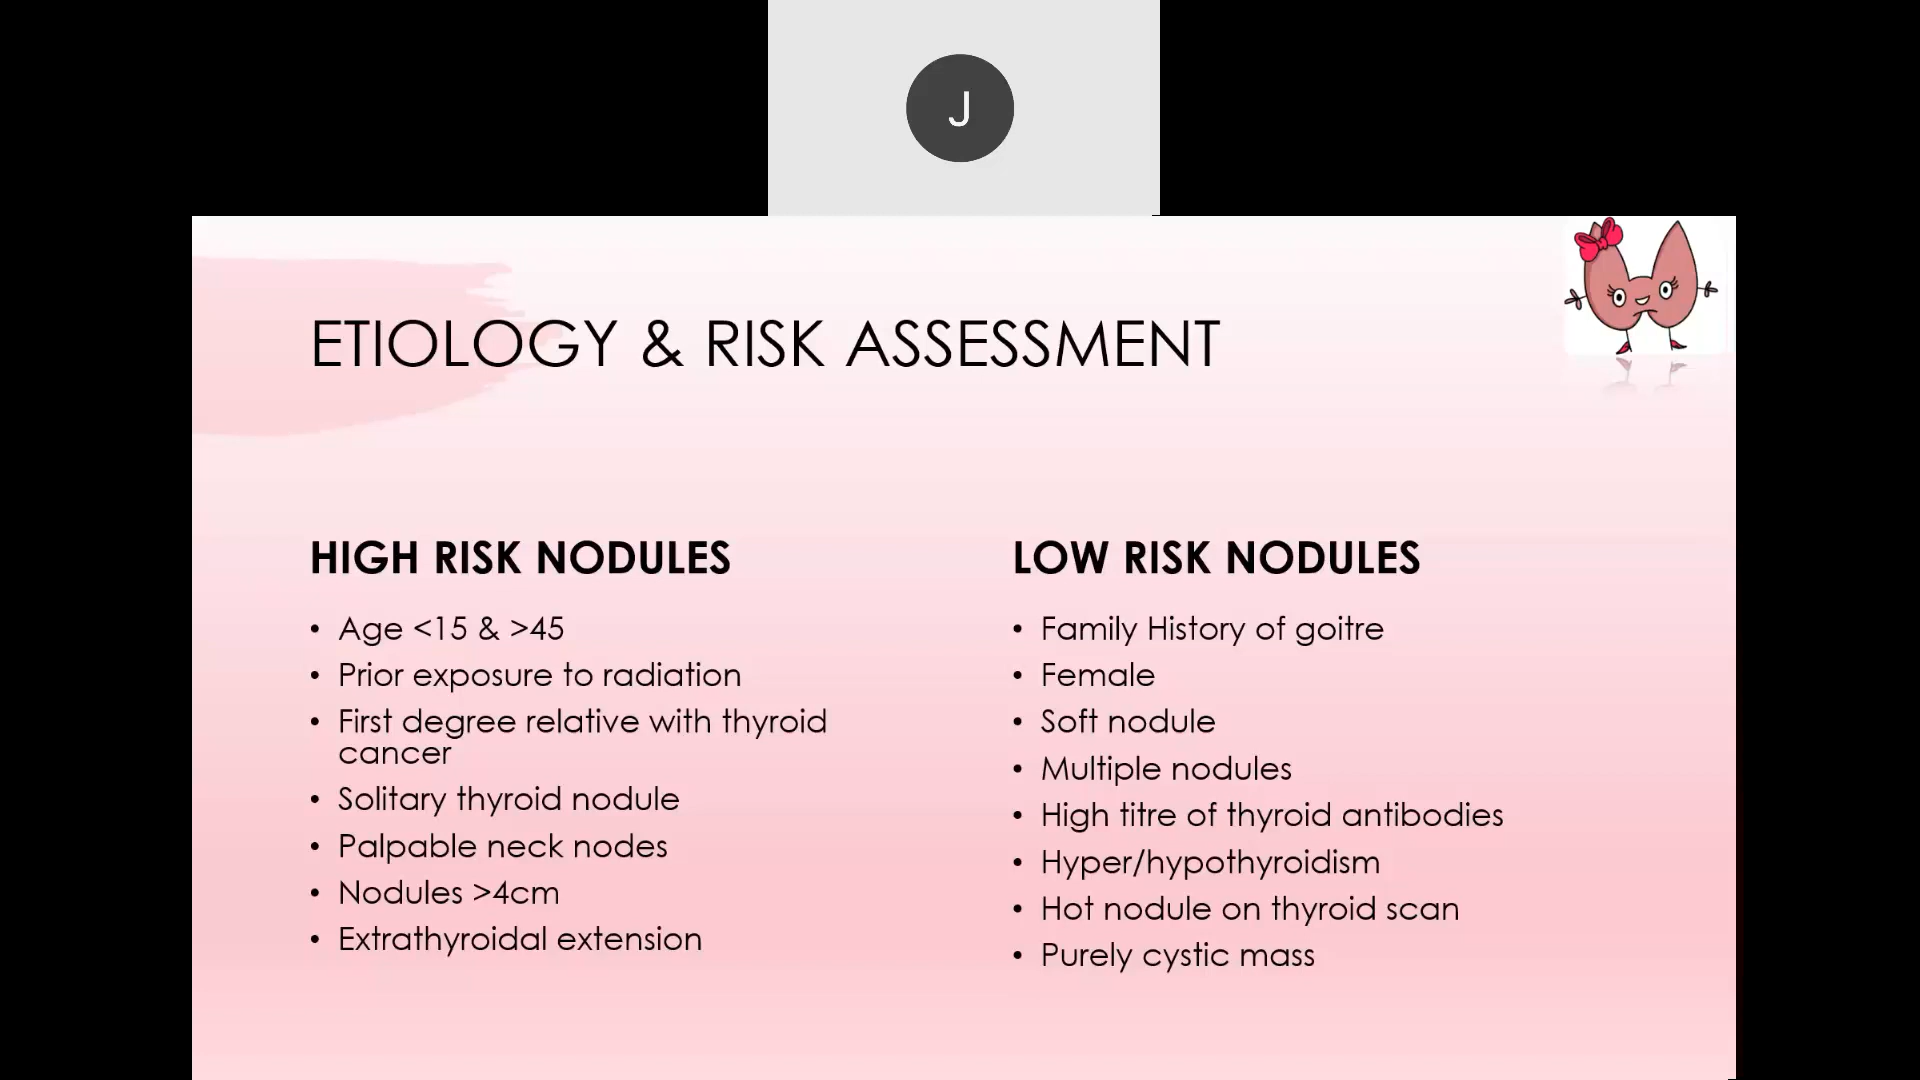 J
ETIOLOGY & RISK ASSESSMENT
HIGH RISK NODULES
• Age <15 & >45
• Prior exposure to radiation
• First degree relative with thyroid
cancer
• Solitary thyroid nodule
• Palpable neck nodes
• Nodules >4cm
• Extrathyroidal extension
LOW RISK NODULES
• Family History of goitre
• Female
• Soft nodule
• Multiple nodules
• High titre of thyroid antibodies
• Hyper/hypothyroidism
• Hot nodule on thyroid scan
• Purely cystic mass